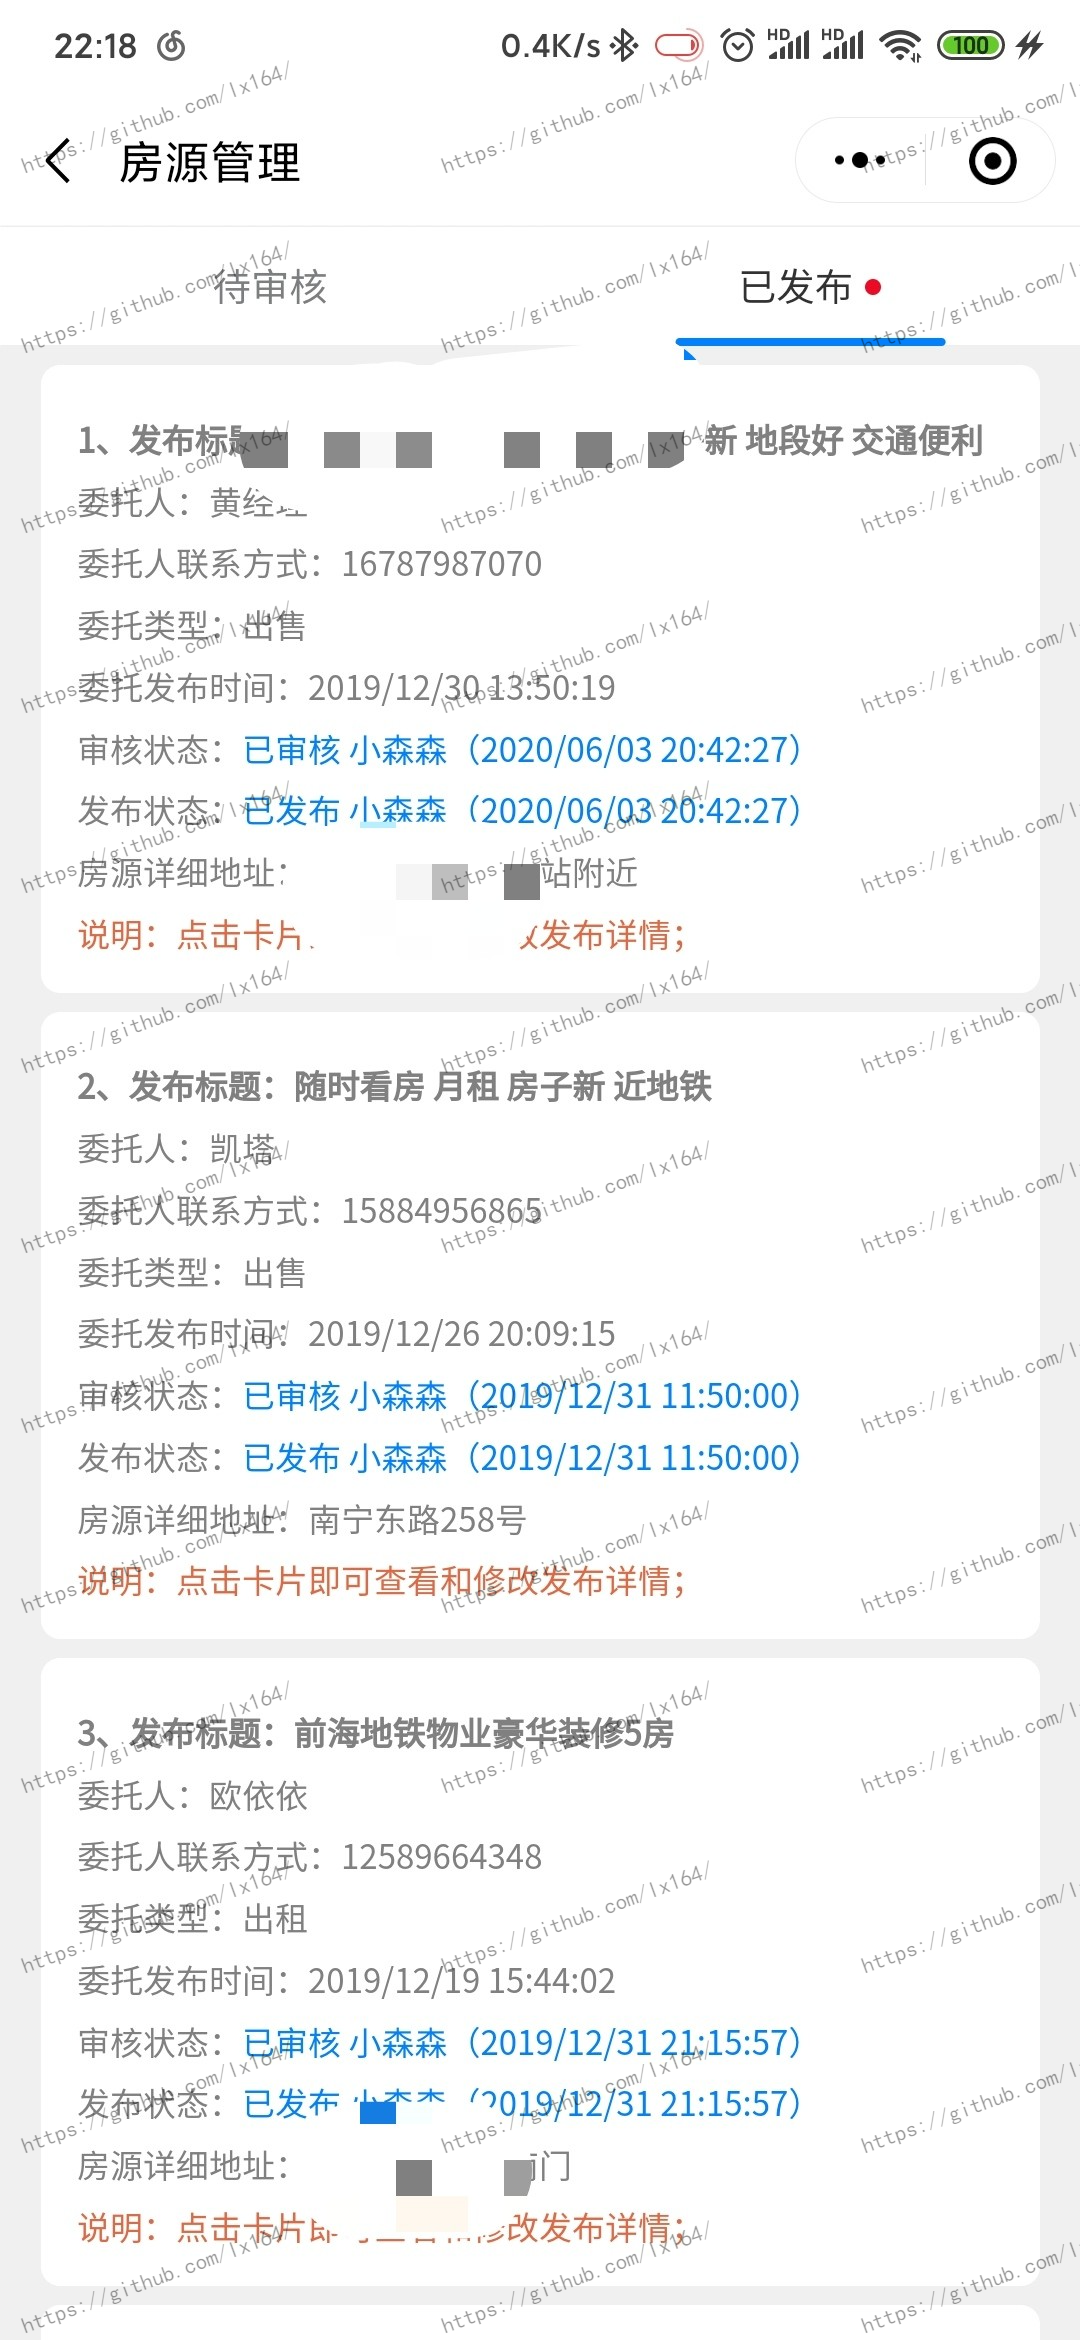 22:18 0.4K/s HD HD 100
房源管理
待审核 已发布
1、发布标题 新 地段好 交通便利
委托人：黄经理
委托人联系方式：16787987070
委托类型：出售
委托发布时间：2019/12/30 13:50:19
审核状态：已审核 小森森（2020/06/03 20:42:27）
发布状态：已发布 小森森（2020/06/03 20:42:27）
房源详细地址： 站附近
说明：点击卡片 发布详情；
2、发布标题：随时看房 月租 房子新 近地铁
委托人：凯塔
委托人联系方式：15884956865
委托类型：出售
委托发布时间：2019/12/26 20:09:15
审核状态：已审核 小森森（2019/12/31 11:50:00）
发布状态：已发布 小森森（2019/12/31 11:50:00）
房源详细地址：南宁东路258号
说明：点击卡片即可查看和修改发布详情；
3、发布标题：前海地铁物业豪华装修5房
委托人：欧依依
委托人联系方式：12589664348
委托类型：出租
委托发布时间：2019/12/19 15:44:02
审核状态：已审核 小森森（2019/12/31 21:15:57）
发布状态：已发布 小森森（2019/12/31 21:15:57）
房源详细地址： 门
说明：点击卡片即 改发布详情；
https://github.com/lx164/